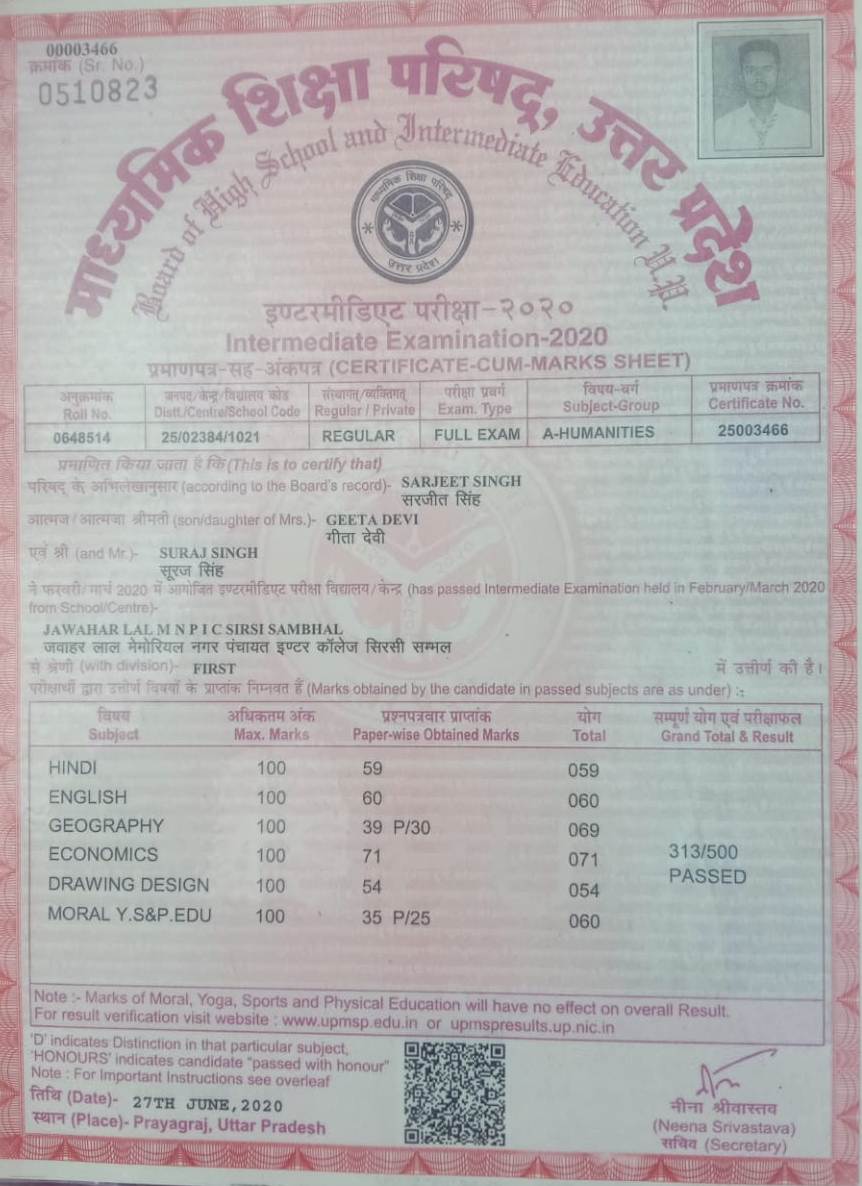 00003466
क्रमांक (Sr. No.)
0510823
माध्यमिक शिक्षा परिषद्, उत्तर प्रदेश
Board of High School and Intermediate Education U.P.
माध्यमिक शिक्षा परिषद्
उत्तर प्रदेश
इण्टरमीडिएट परीक्षा-२०२०
Intermediate Examination-2020
प्रमाणपत्र-सह-अंकपत्र (CERTIFICATE-CUM-MARKS SHEET)
अनुक्रमांक जनपद/केन्द्र/विद्यालय कोड संस्थागत/व्यक्तिगत परीक्षा प्रवर्ग विषय-वर्ग प्रमाणपत्र क्रमांक
Roll No. Distt./Centre/School Code Regular / Private Exam. Type Subject-Group Certificate No.
0648514 25/02384/1021 REGULAR FULL EXAM A-HUMANITIES 25003466
प्रमाणित किया जाता है कि (This is to certify that)
परिषद के अभिलेखानुसार (according to the Board's record)- SARJEET SINGH
सरजीत सिंह
आत्मज/आत्मजा श्रीमती (son/daughter of Mrs.)- GEETA DEVI
गीता देवी
एवं श्री (and Mr.)- SURAJ SINGH
सूरज सिंह
ने फरवरी/मार्च 2020 में आयोजित इण्टरमीडिएट परीक्षा विद्यालय/केन्द्र (has passed Intermediate Examination held in February/March 2020
from School/Centre)-
JAWAHAR LAL M N P I C SIRSI SAMBHAL
जवाहर लाल मेमोरियल नगर पंचायत इण्टर कॉलेज सिरसी सम्भल
से श्रेणी (with division)- FIRST में उत्तीर्ण की है।
परीक्षार्थी द्वारा उत्तीर्ण विषयों के प्राप्तांक निम्नवत हैं (Marks obtained by the candidate in passed subjects are as under) :-
विषय अधिकतम अंक प्रश्नपत्रवार प्राप्तांक योग सम्पूर्ण योग एवं परीक्षाफल
Subject Max. Marks Paper-wise Obtained Marks Total Grand Total & Result
HINDI 100 59 059
ENGLISH 100 60 060
GEOGRAPHY 100 39 P/30 069
ECONOMICS 100 71 071 313/500
DRAWING DESIGN 100 54 054 PASSED
MORAL Y.S&P.EDU 100 35 P/25 060
Note :- Marks of Moral, Yoga, Sports and Physical Education will have no effect on overall Result.
For result verification visit website : www.upmsp.edu.in or upmspresults.up.nic.in
'D' indicates Distinction in that particular subject,
'HONOURS' indicates candidate "passed with honour"
Note : For Important Instructions see overleaf
तिथि (Date)- 27TH JUNE,2020
स्थान (Place)- Prayagraj, Uttar Pradesh
नीना श्रीवास्तव
(Neena Srivastava)
सचिव (Secretary)